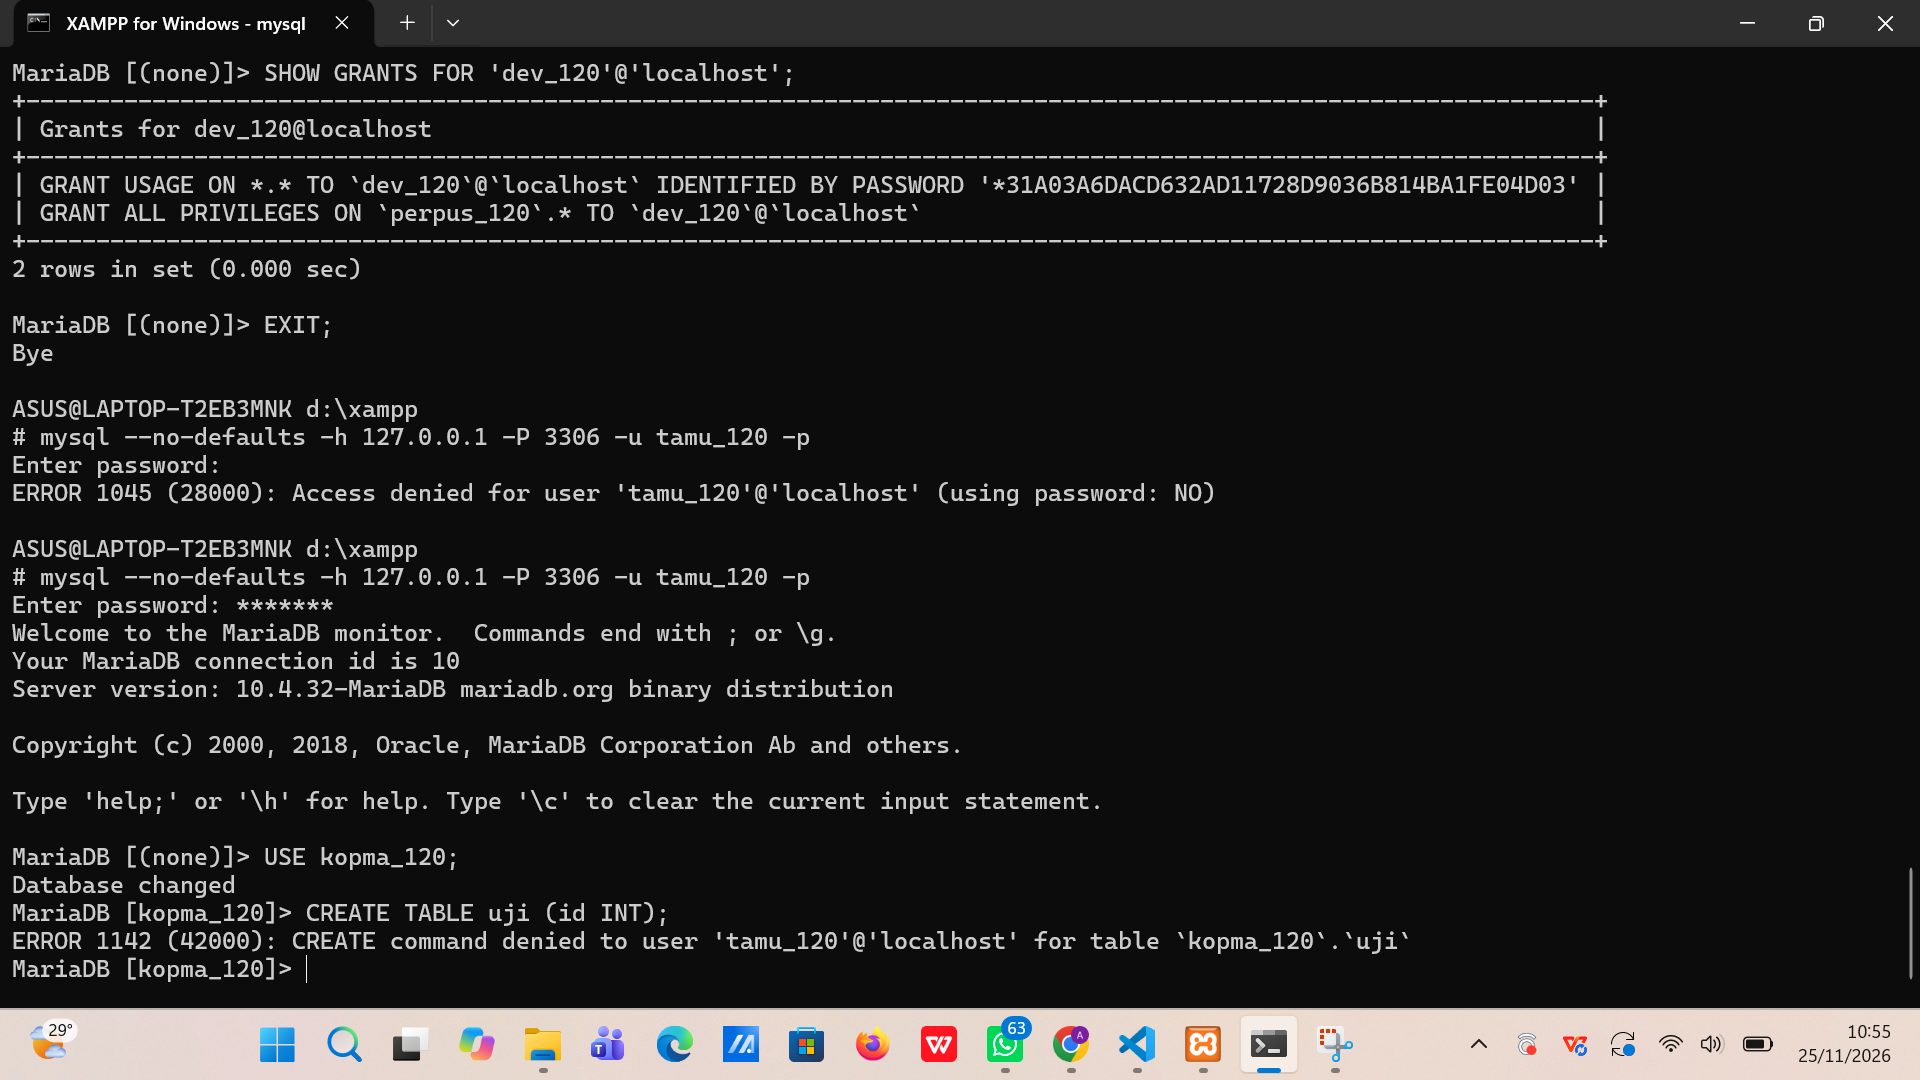 XAMPP for Windows - mysql
MariaDB [(none)]> SHOW GRANTS FOR 'dev_120'@'localhost';
+----------------------------------------------------------------------------------------------------------------+
| Grants for dev_120@localhost |
+----------------------------------------------------------------------------------------------------------------+
| GRANT USAGE ON *.* TO `dev_120`@`localhost` IDENTIFIED BY PASSWORD '*31A03A6DACD632AD11728D9036B814BA1FE04D03' |
| GRANT ALL PRIVILEGES ON `perpus_120`.* TO `dev_120`@`localhost` |
+----------------------------------------------------------------------------------------------------------------+
2 rows in set (0.000 sec)
MariaDB [(none)]> EXIT;
Bye
ASUS@LAPTOP-T2EB3MNK d:\xampp
# mysql --no-defaults -h 127.0.0.1 -P 3306 -u tamu_120 -p
Enter password:
ERROR 1045 (28000): Access denied for user 'tamu_120'@'localhost' (using password: NO)
ASUS@LAPTOP-T2EB3MNK d:\xampp
# mysql --no-defaults -h 127.0.0.1 -P 3306 -u tamu_120 -p
Enter password: *******
Welcome to the MariaDB monitor.  Commands end with ; or \g.
Your MariaDB connection id is 10
Server version: 10.4.32-MariaDB mariadb.org binary distribution
Copyright (c) 2000, 2018, Oracle, MariaDB Corporation Ab and others.
Type 'help;' or '\h' for help. Type '\c' to clear the current input statement.
MariaDB [(none)]> USE kopma_120;
Database changed
MariaDB [kopma_120]> CREATE TABLE uji (id INT);
ERROR 1142 (42000): CREATE command denied to user 'tamu_120'@'localhost' for table `kopma_120`.`uji`
MariaDB [kopma_120]>
29°
63
10:55
25/11/2026